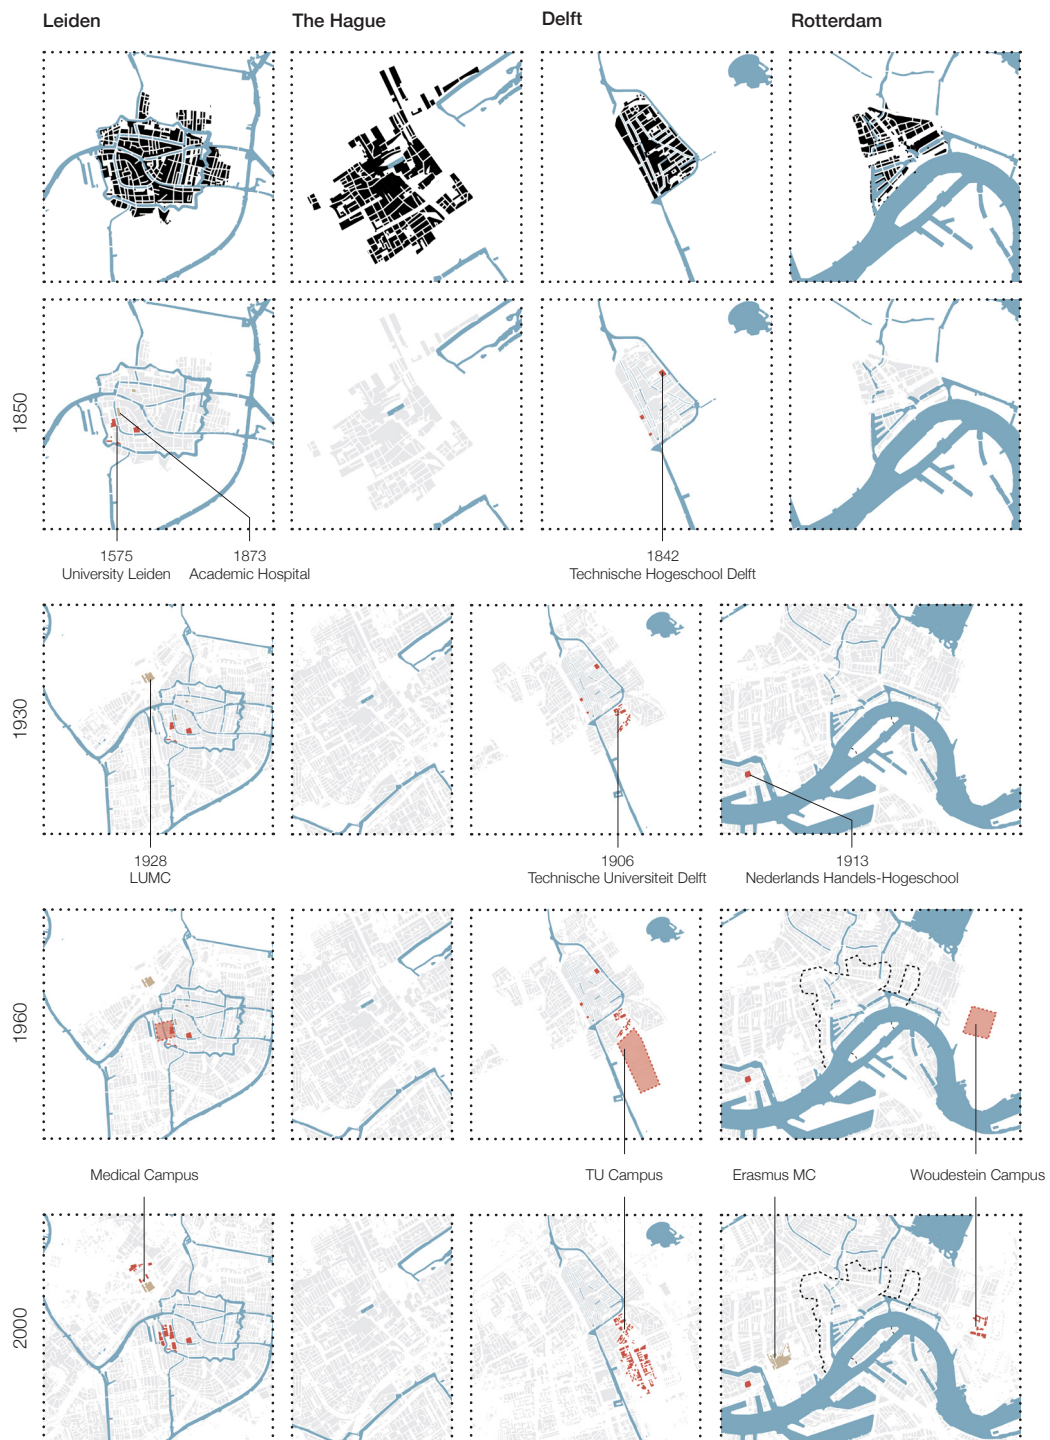 Leiden
The Hague
Delft
Rotterdam
1850
1575
University Leiden
1873
Academic Hospital
1842
Technische Hogeschool Delft
1930
1928
LUMC
1906
Technische Universiteit Delft
1913
Nederlands Handels-Hogeschool
1960
Medical Campus
TU Campus
Erasmus MC
Woudestein Campus
2000